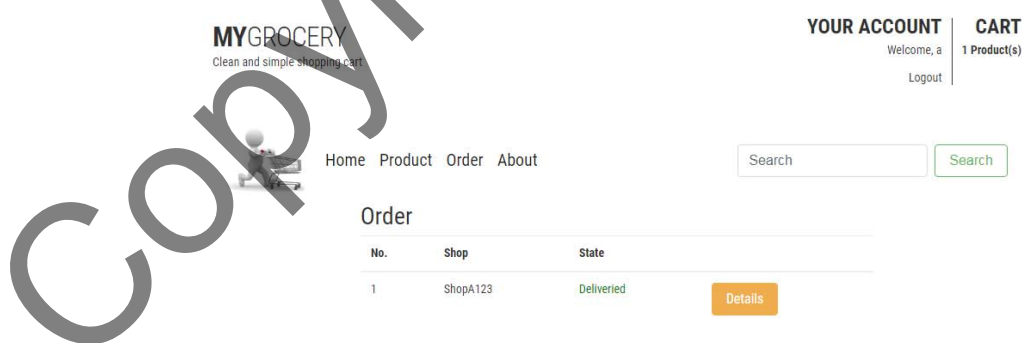 MYGROCERY
Clean and simple shopping cart
YOUR ACCOUNT
Welcome, a
Logout
CART
1 Product(s)
Home Product Order About
Search Search
Order
No. Shop State
1 ShopA123 Deliveried Details
Copyr